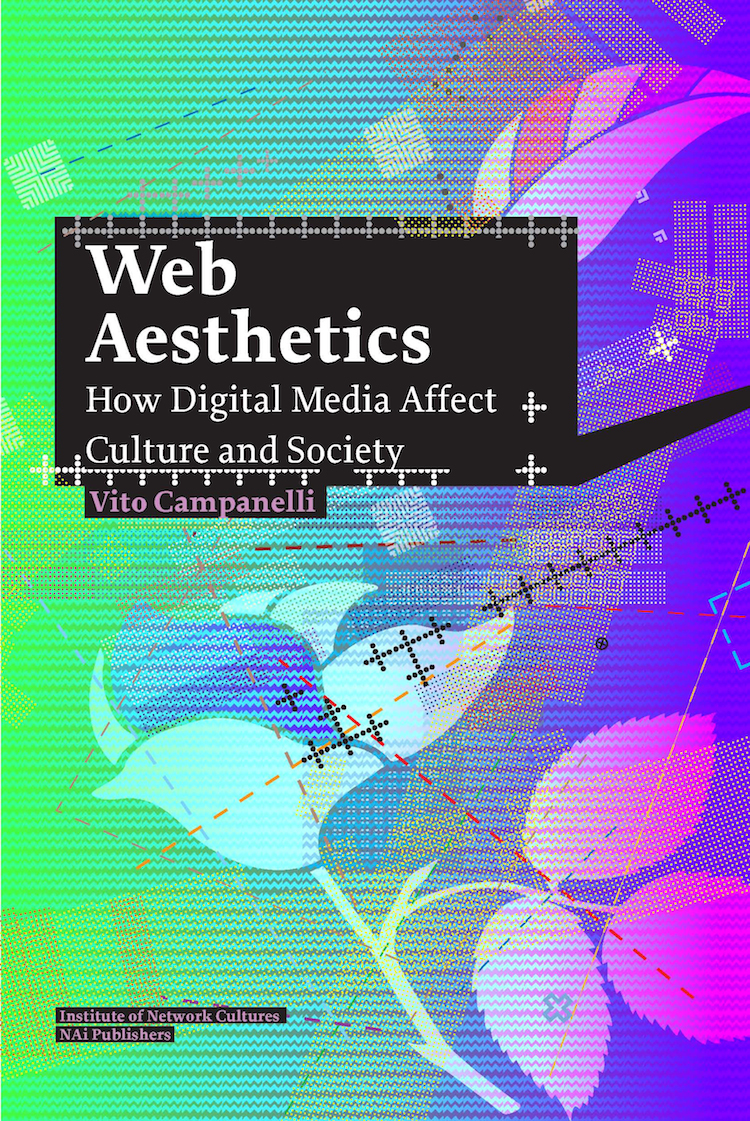 Web
Aesthetics
How Digital Media Affect
Culture and Society
Vito Campanelli
Institute of Network Cultures
NAi Publishers